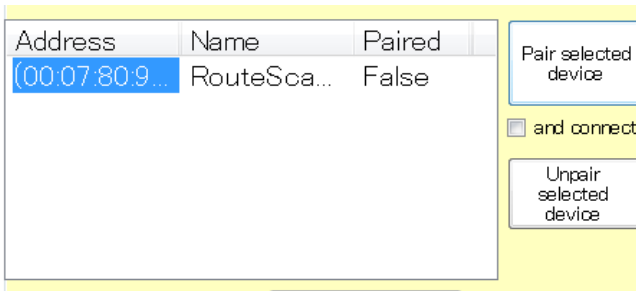 Address Name Paired
(00:07:80:9... RouteSca... False
Pair selected
device
and connect
Unpair
selected
device